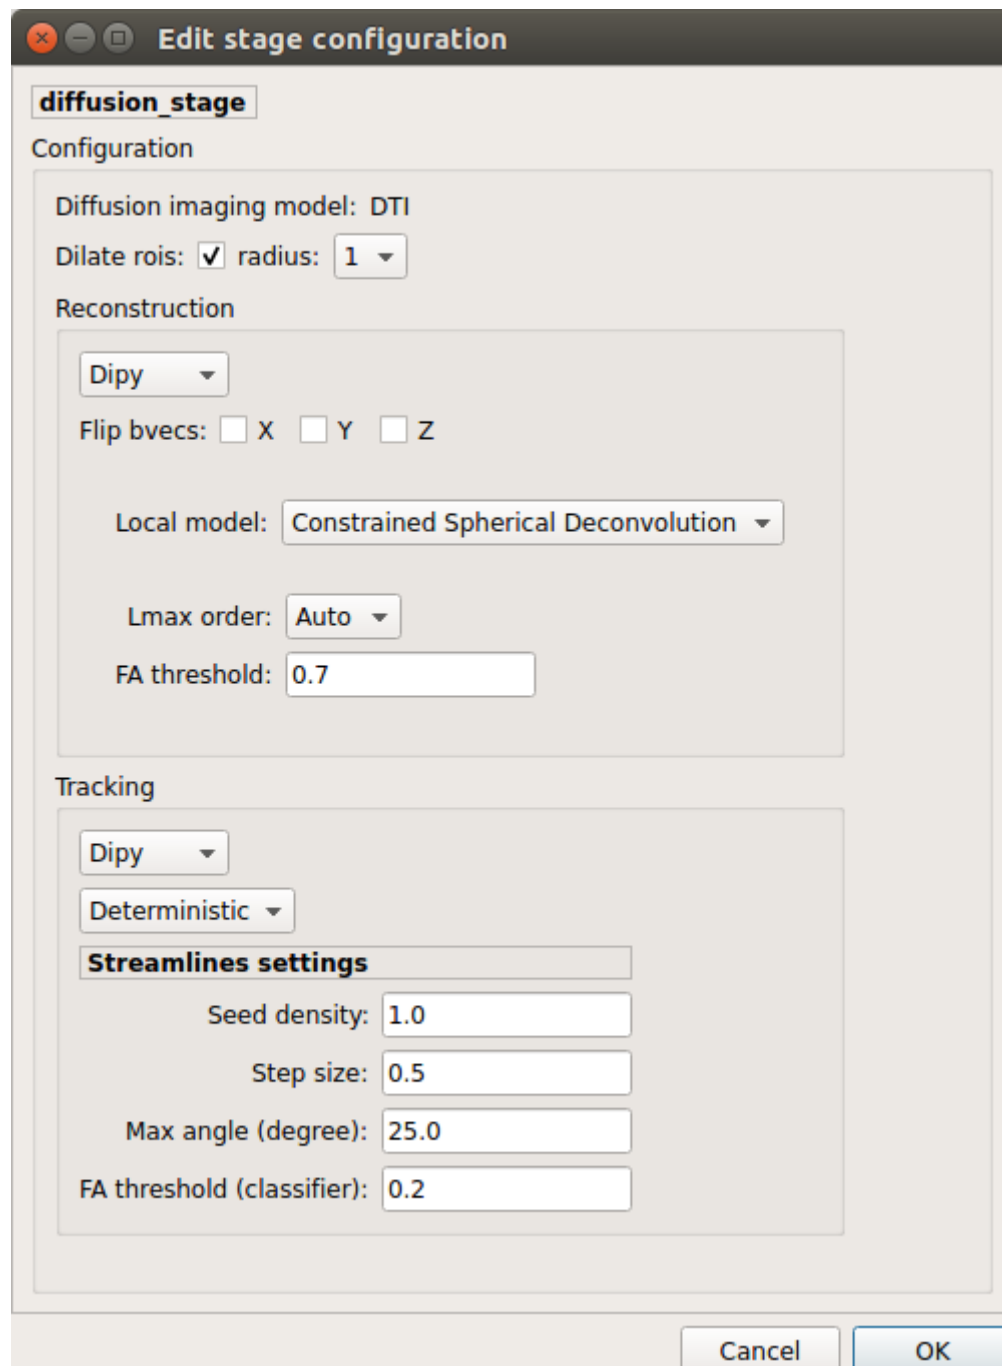 Edit stage configuration
diffusion_stage
Configuration
Diffusion imaging model: DTI
Dilate rois: radius: 1
Reconstruction
Dipy
Flip bvecs: X Y Z
Local model: Constrained Spherical Deconvolution
Lmax order: Auto
FA threshold: 0.7
Tracking
Dipy
Deterministic
Streamlines settings
Seed density: 1.0
Step size: 0.5
Max angle (degree): 25.0
FA threshold (classifier): 0.2
Cancel OK